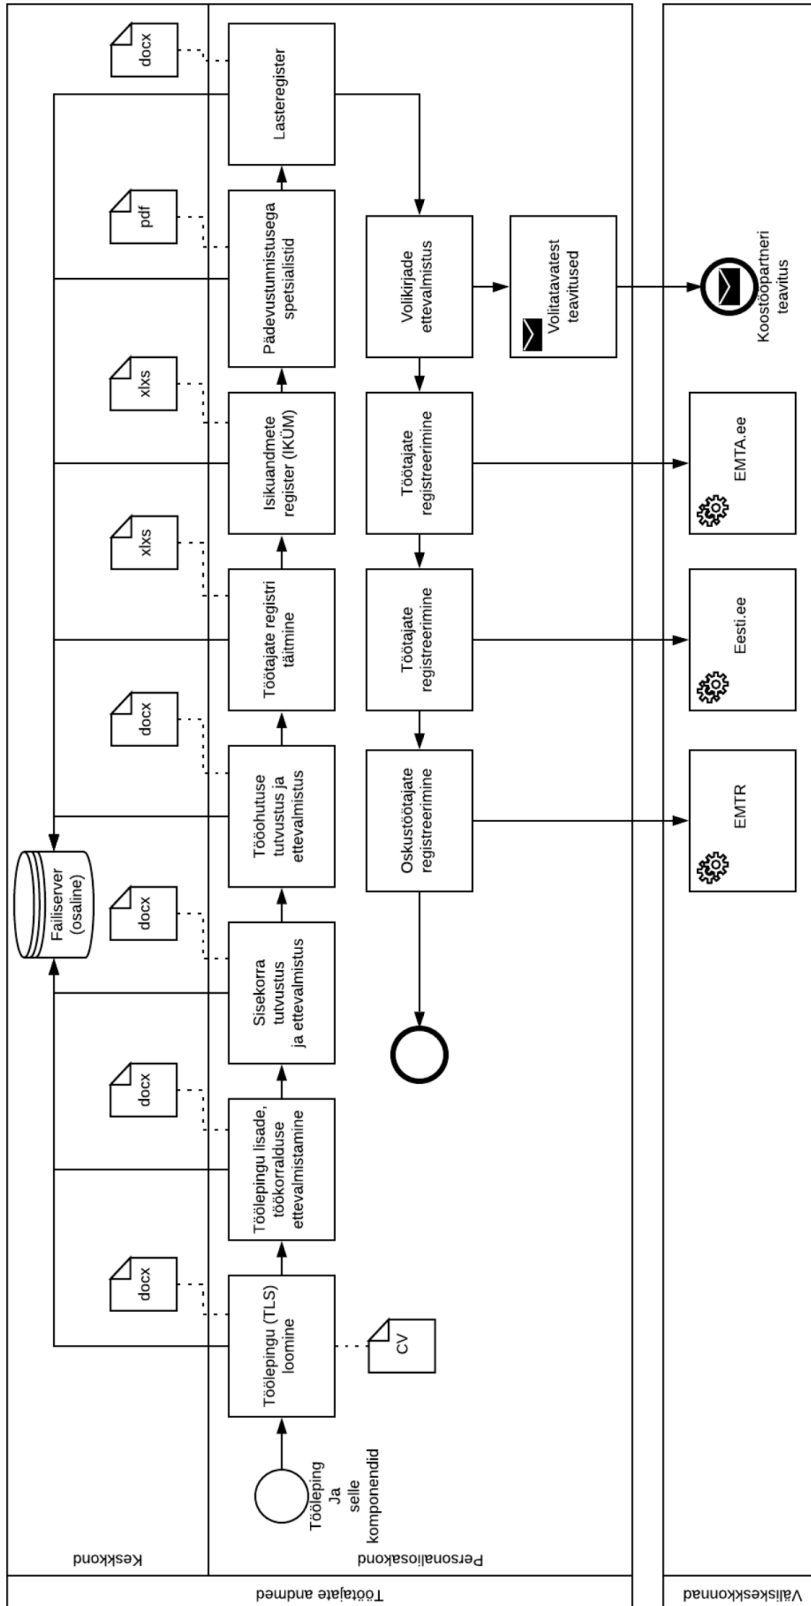 Töötajate andmed
Keskkond
Failiserver
(osaline)
docx
docx
docx
docx
xlxs
xlxs
pdf
docx
Personaliosakond
Tööleping
Ja
selle
komponendid
Töölepingu (TLS)
loomine
CV
Töölepingu lisade,
töökorralduse
ettevalmistamine
Sisekorra
tutvustus
ja ettevalmistus
Tööohutuse
tutvustus ja
ettevalmistus
Töötajate registri
täitmine
Isikuandmete
register (IKÜM)
Pädevustunnistusega
spetsialistid
Lasteregister
Volikirjade
ettevalmistus
Töötajate
registreerimine
Töötajate
registreerimine
Oskustöötajate
registreerimine
Volitatavatest
teavitused
Väliskeskkonnad
EMTR
Eesti.ee
EMTA.ee
Koostööpartneri
teavitus